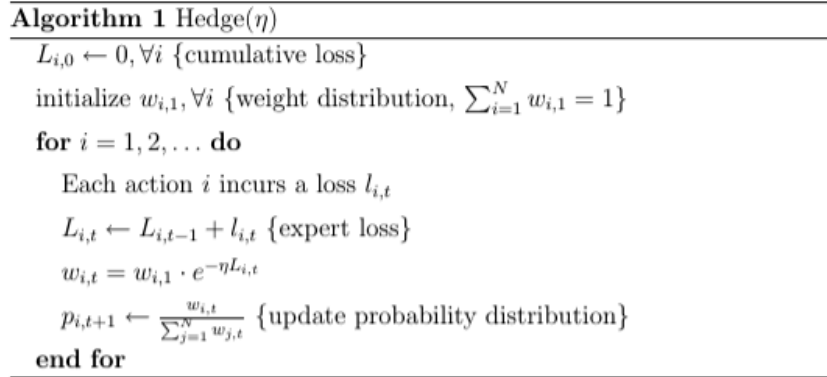 Algorithm 1 Hedge(η)
L_{i,0} ← 0, ∀i {cumulative loss}
initialize w_{i,1}, ∀i {weight distribution, ∑_{i=1}^{N} w_{i,1} = 1}
for i = 1, 2, . . . do
Each action i incurs a loss l_{i,t}
L_{i,t} ← L_{i,t−1} + l_{i,t} {expert loss}
w_{i,t} = w_{i,1} · e^{−ηL_{i,t}}
p_{i,t+1} ← \frac{w_{i,t}}{∑_{j=1}^{N} w_{j,t}} {update probability distribution}
end for